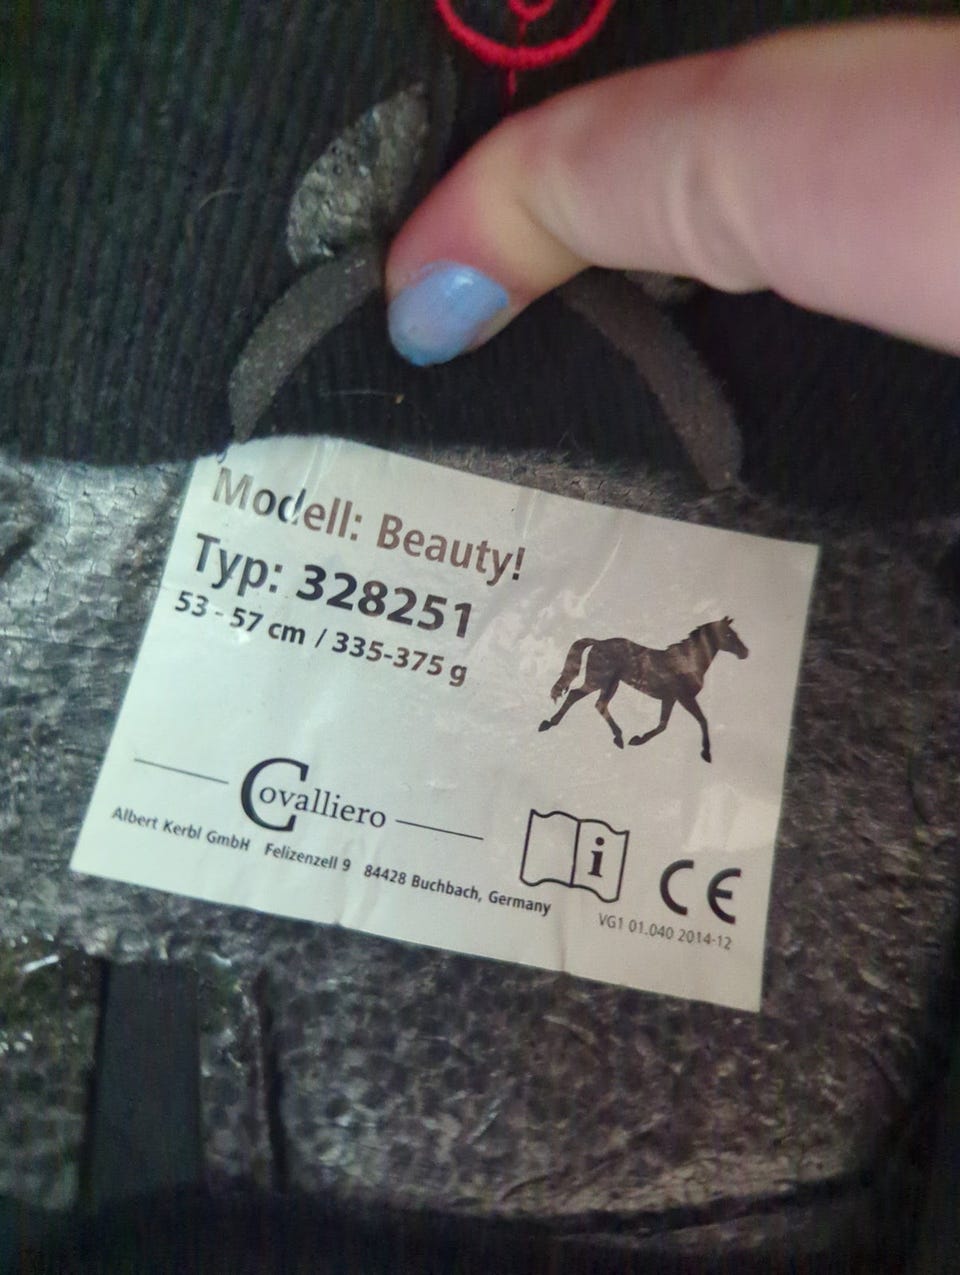 Modell: Beauty!
Typ: 328251
53 - 57 cm / 335-375 g
Covalliero
Albert Kerbl GmbH Felizenzell 9 84428 Buchbach, Germany
i
CE
VG1 01.040 2014-12